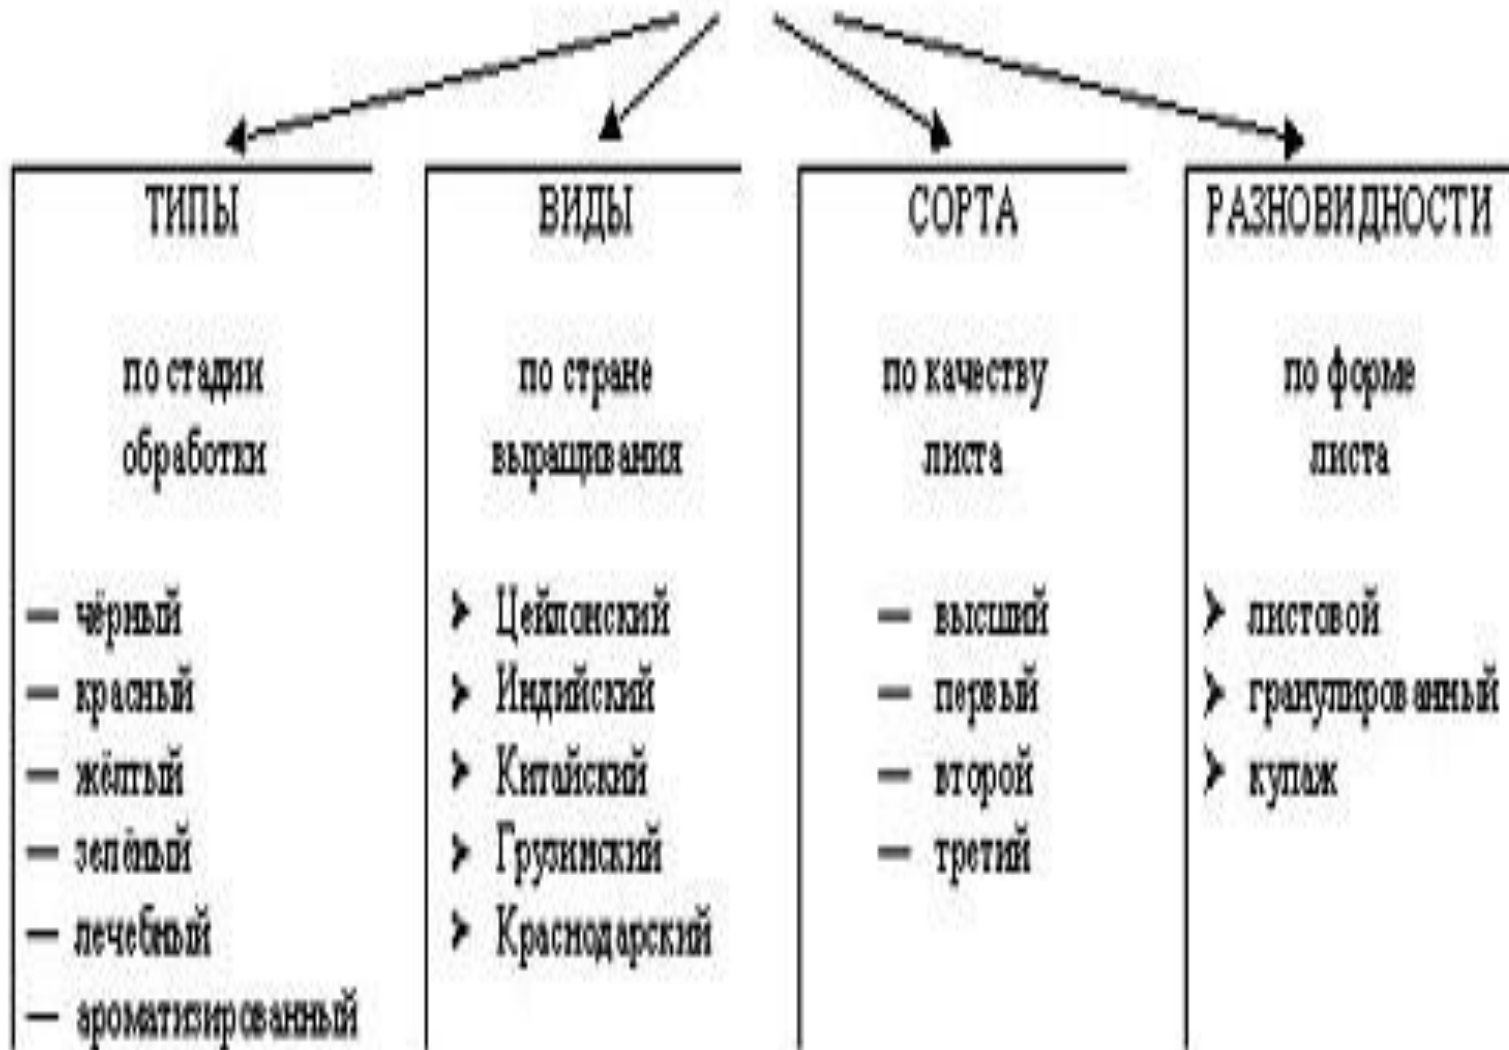 ТИПЫ
по стадии
обработки
— чёрный
— красный
— жёлтый
— зелёный
— лечебный
— ароматизированный
ВИДЫ
по стране
выращивания
➤ Цейлонский
➤ Индийский
➤ Китайский
➤ Грузинский
➤ Краснодарский
СОРТА
по качеству
листа
— высший
— первый
— второй
— третий
РАЗНОВИДНОСТИ
по форме
листа
➤ листовой
➤ гранулированный
➤ купаж